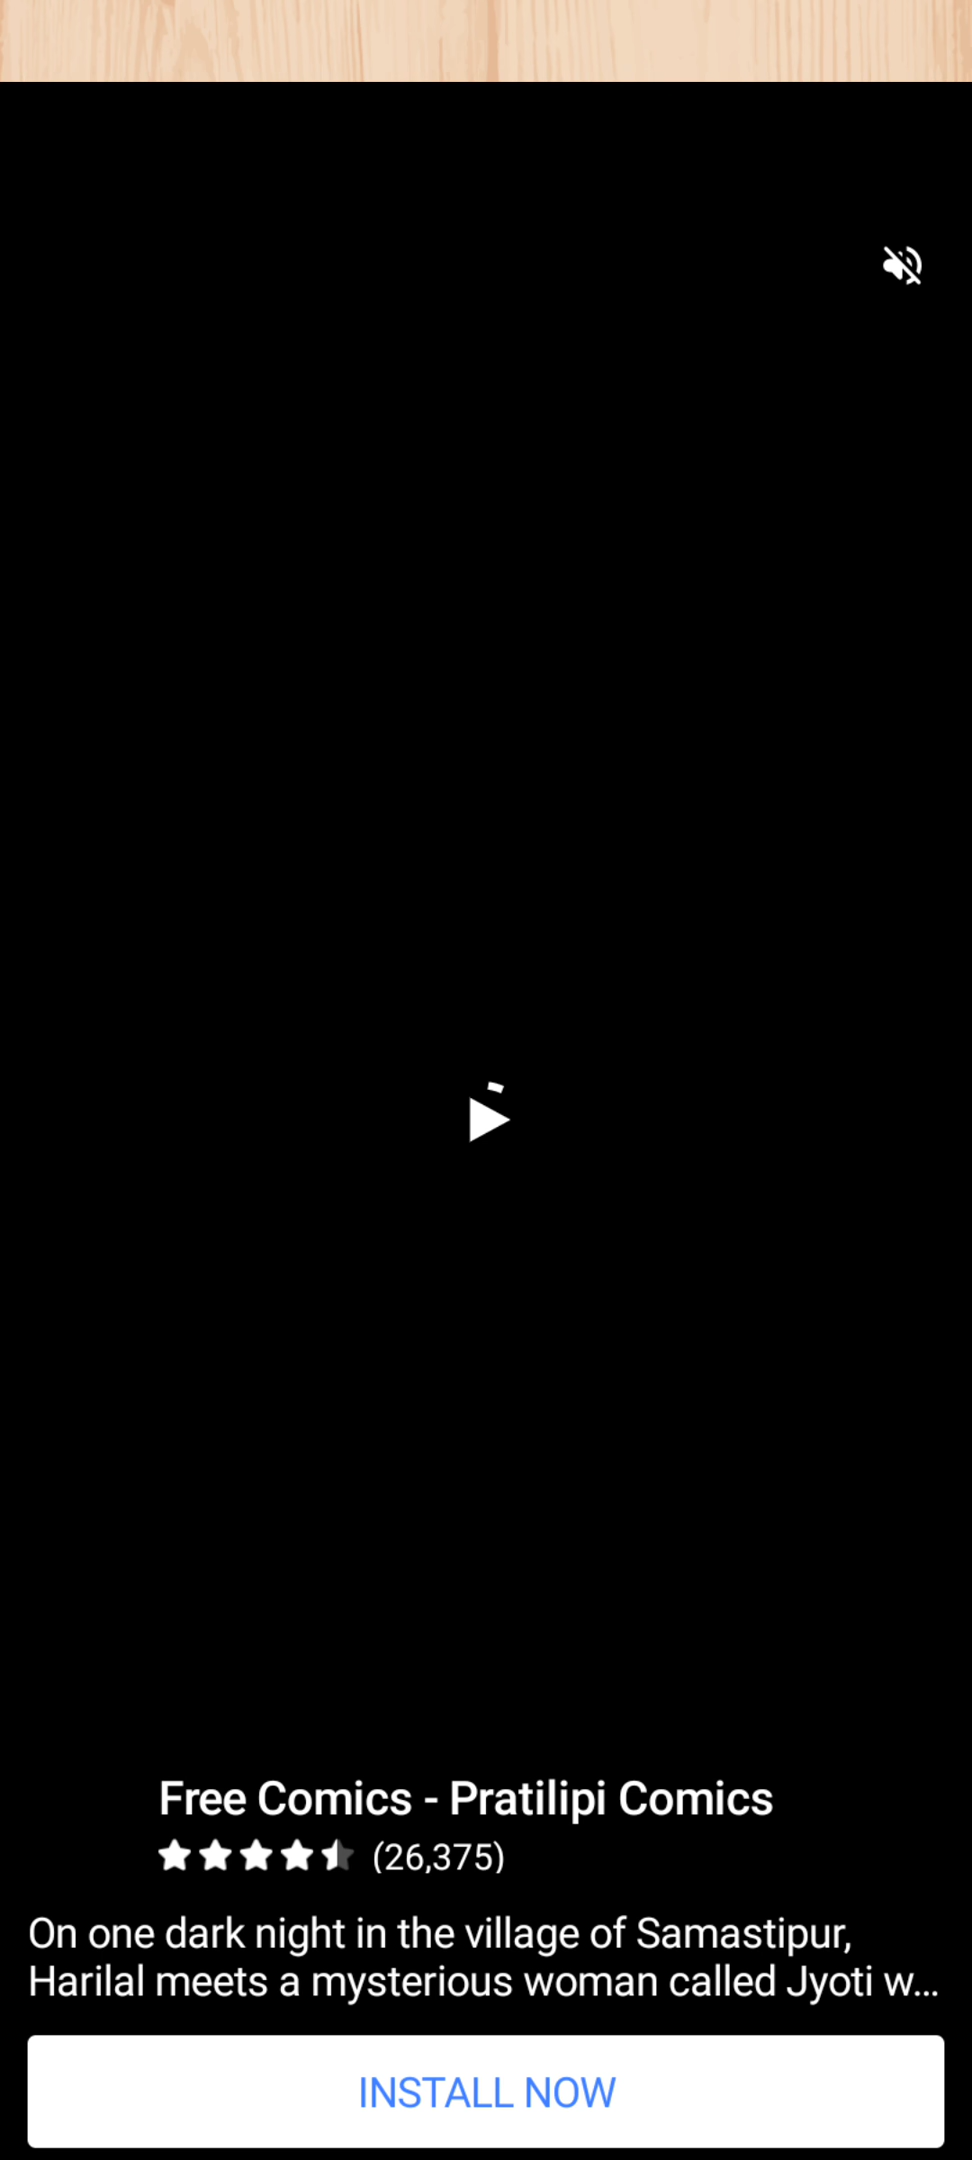 Free Comics - Pratilipi Comics
(26,375)
On one dark night in the village of Samastipur,
Harilal meets a mysterious woman called Jyoti w...
INSTALL NOW